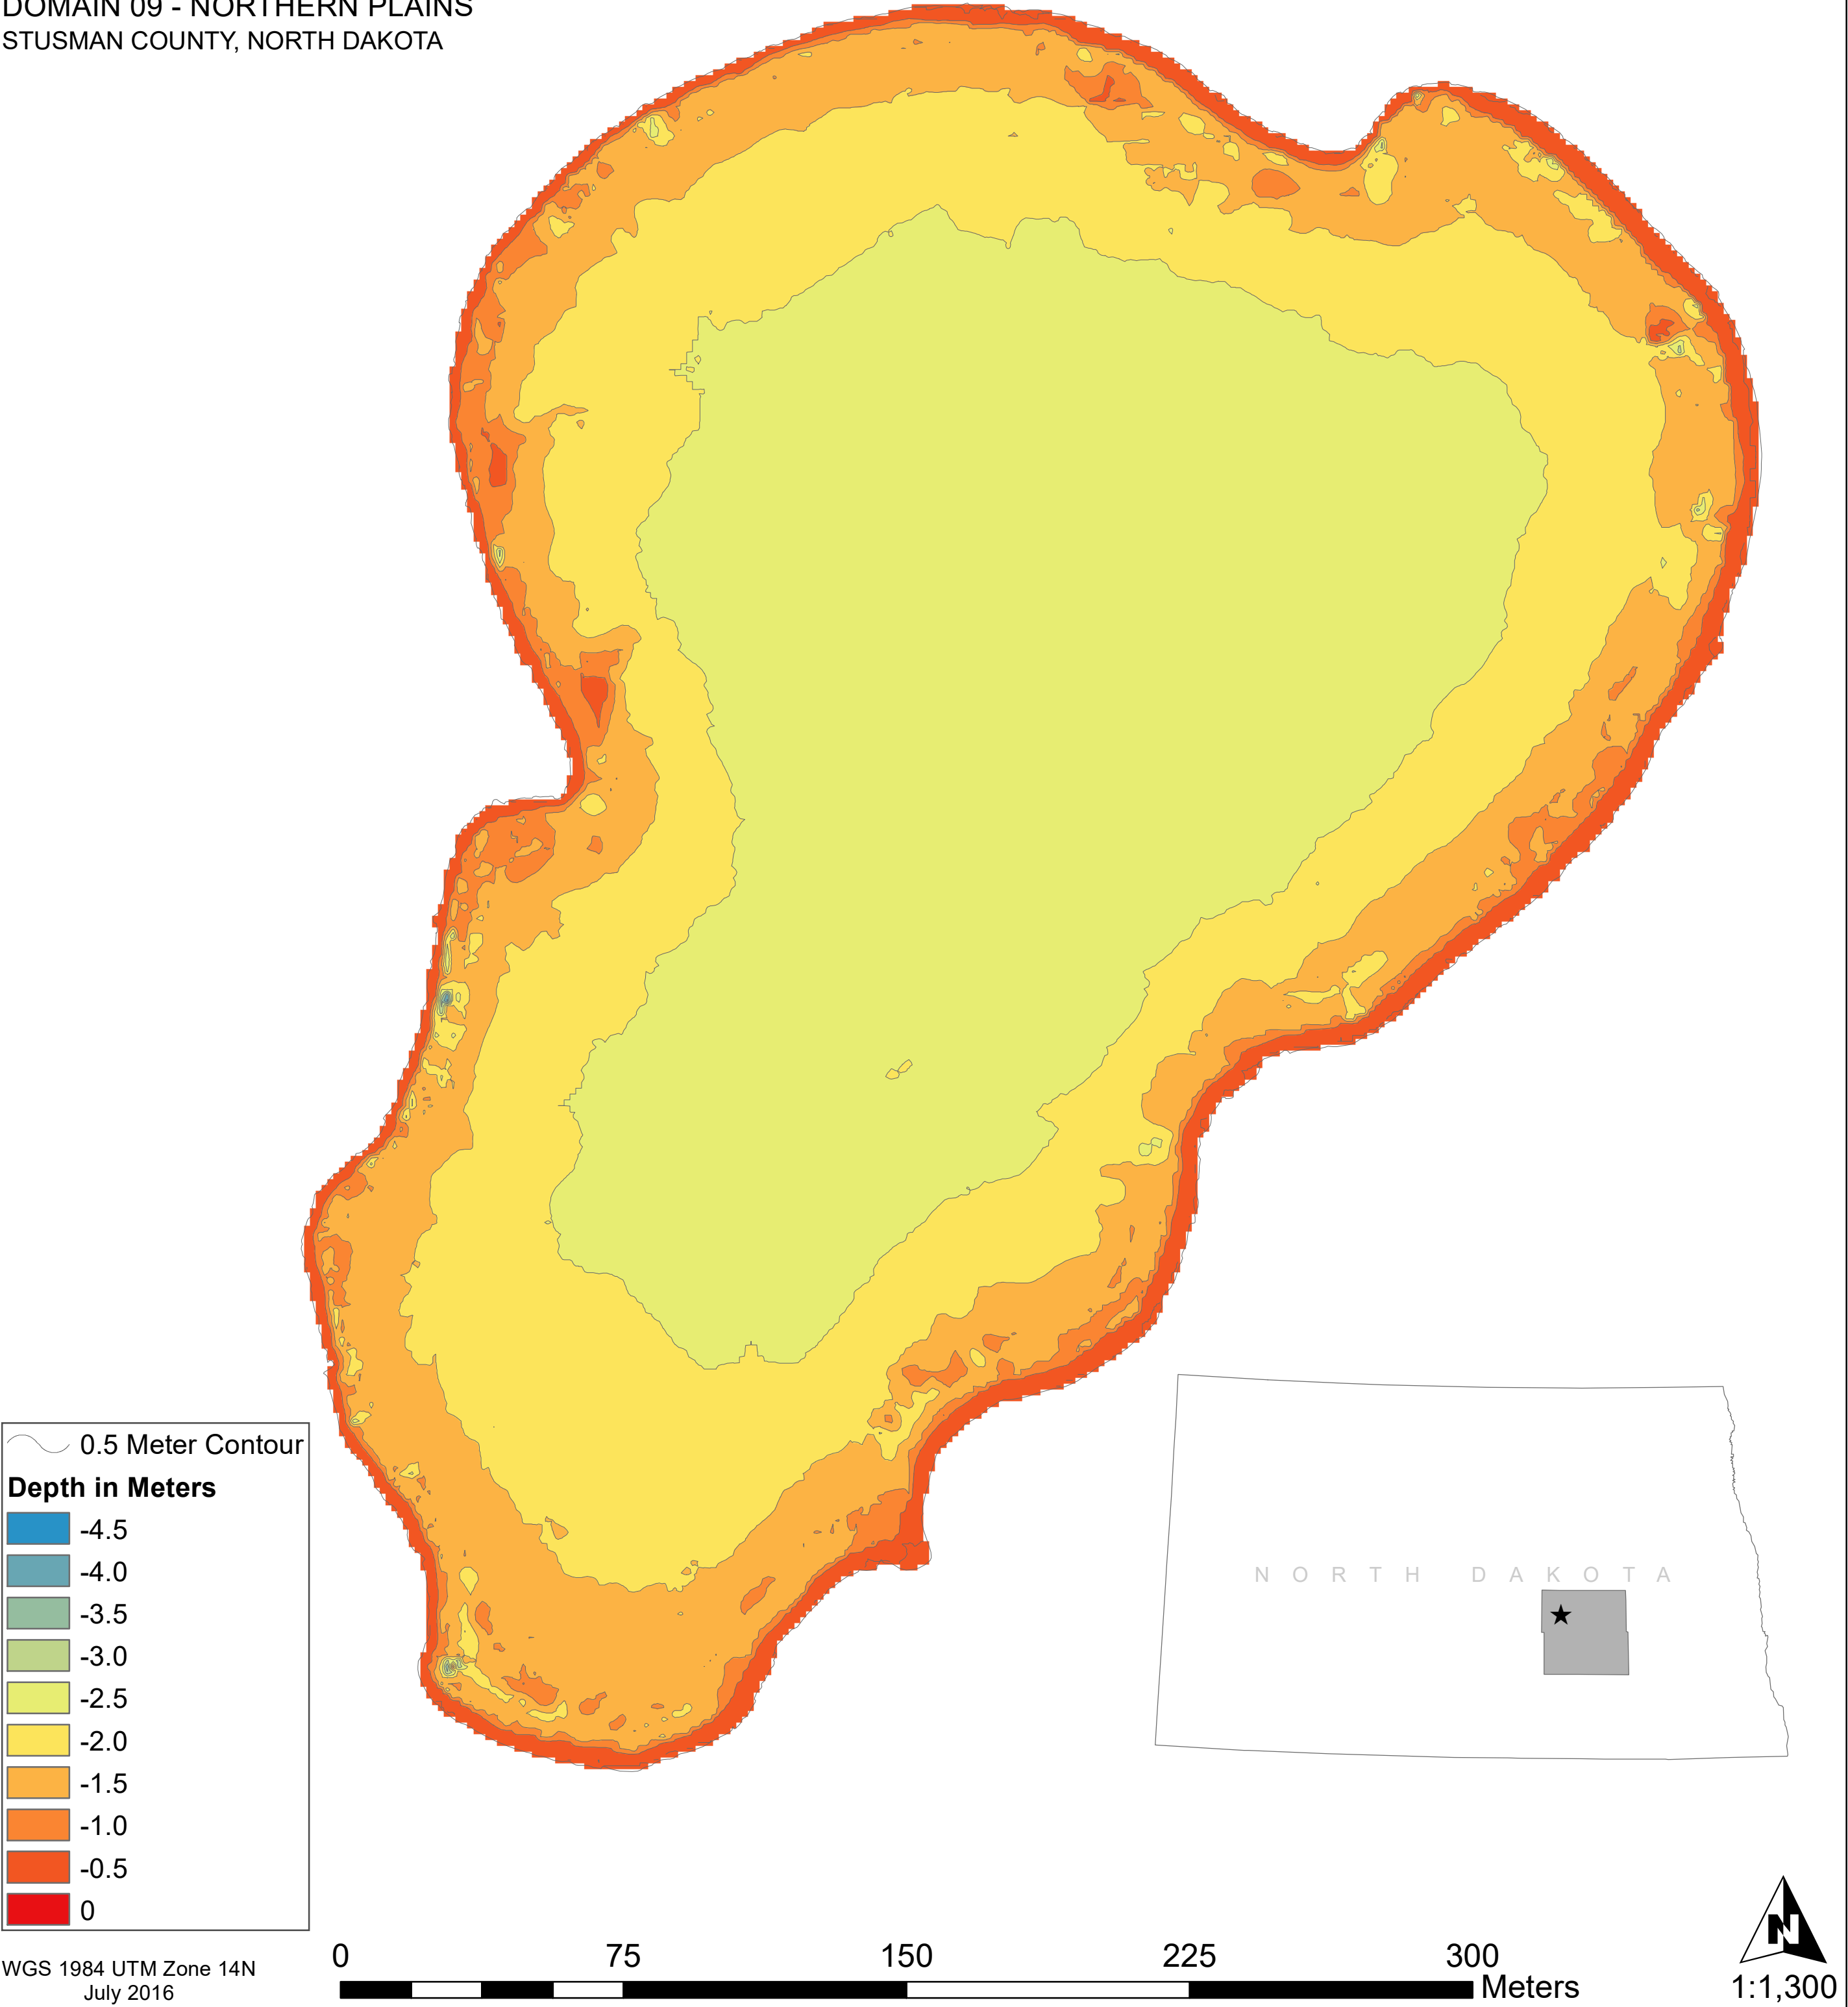 DOMAIN 09 - NORTHERN PLAINS
STUSMAN COUNTY, NORTH DAKOTA
0.5 Meter Contour
Depth in Meters
-4.5
-4.0
-3.5
-3.0
-2.5
-2.0
-1.5
-1.0
-0.5
0
NORTH DAKOTA
WGS 1984 UTM Zone 14N
July 2016
0 75 150 225 300
Meters
N
1:1,300